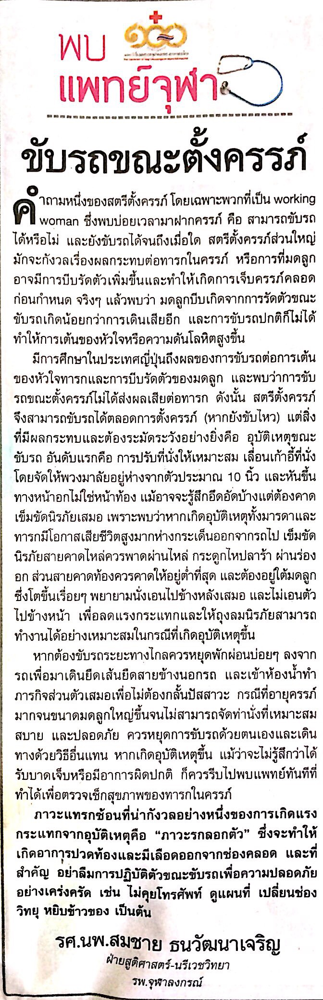 พบ
๑๐๐
แพทย์จุฬา
ขับรถขณะตั้งครรภ์
คำถามหนึ่งของสตรีตั้งครรภ์ โดยเฉพาะพวกที่เป็น working
woman ซึ่งพบบ่อยเวลามาฝากครรภ์ คือ สามารถขับรถ
ได้หรือไม่ และยังขับรถได้จนถึงเมื่อใด สตรีตั้งครรภ์ส่วนใหญ่
มักจะกังวลเรื่องผลกระทบต่อทารกในครรภ์ หรือการที่มดลูก
อาจมีการบีบรัดตัวเพิ่มขึ้นและทำให้เกิดการเจ็บครรภ์คลอด
ก่อนกำหนด จริงๆ แล้วพบว่า มดลูกบีบเกิดจากการรัดตัวขณะ
ขับรถเกิดน้อยกว่าการเดินเสียอีก และการขับรถปกติก็ไม่ได้
ทำให้การเต้นของหัวใจหรือความดันโลหิตสูงขึ้น
มีการศึกษาในประเทศญี่ปุ่นถึงผลของการขับรถต่อการเต้น
ของหัวใจทารกและการบีบรัดตัวของมดลูก และพบว่าการขับ
รถขณะตั้งครรภ์ไม่ได้ส่งผลเสียต่อทารก ดังนั้น สตรีตั้งครรภ์
จึงสามารถขับรถได้ตลอดการตั้งครรภ์ (หากยังขับไหว) แต่สิ่ง
ที่มีผลกระทบและต้องระมัดระวังอย่างยิ่งคือ อุบัติเหตุขณะ
ขับรถ อันดับแรกคือ การปรับที่นั่งให้เหมาะสม เลื่อนเก้าอี้ที่นั่ง
โดยจัดให้พวงมาลัยอยู่ห่างจากตัวประมาณ 10 นิ้ว และหันขึ้น
ทางหน้าอกไม่ใช่หน้าท้อง แม้อาจจะรู้สึกอึดอัดบ้างแต่ต้องคาด
เข็มขัดนิรภัยเสมอ เพราะพบว่าหากเกิดอุบัติเหตุทั้งมารดาและ
ทารกมีโอกาสเสียชีวิตสูงมากห่างกระเด็นออกจากรถไป เข็มขัด
นิรภัยสายคาดไหล่ควรพาดผ่านไหล่ กระดูกไหปลาร้า ผ่านร่อง
อก ส่วนสายคาดท้องควรคาดให้อยู่ต่ำที่สุด และต้องอยู่ใต้มดลูก
ซึ่งโตขึ้นเรื่อยๆ พยายามนั่งเอนไปข้างหลังเสมอ และไม่เอนตัว
ไปข้างหน้า เพื่อลดแรงกระแทกและให้ถุงลมนิรภัยสามารถ
ทำงานได้อย่างเหมาะสมในกรณีที่เกิดอุบัติเหตุขึ้น
หากต้องขับรถระยะทางไกลควรหยุดพักผ่อนบ่อยๆ ลงจาก
รถเพื่อมาเดินยืดเส้นยืดสายข้างนอกรถ และเข้าห้องน้ำทำ
ภารกิจส่วนตัวเสมอเพื่อไม่ต้องกลั้นปัสสาวะ กรณีที่อายุครรภ์
มากจนขนาดมดลูกใหญ่ขึ้นจนไม่สามารถจัดท่านั่งที่เหมาะสม
สบาย และปลอดภัย ควรหยุดการขับรถด้วยตนเองและเดิน
ทางด้วยวิธีอื่นแทน หากเกิดอุบัติเหตุขึ้น แม้ว่าจะไม่รู้สึกว่าได้
รับบาดเจ็บหรือมีอาการผิดปกติ ก็ควรรีบไปพบแพทย์ทันทีที่
ทำได้เพื่อตรวจเช็กสุขภาพของทารกในครรภ์
ภาวะแทรกซ้อนที่น่ากังวลอย่างหนึ่งของการเกิดแรง
กระแทกจากอุบัติเหตุคือ “ภาวะรกลอกตัว” ซึ่งจะทำให้
เกิดอาการปวดท้องและมีเลือดออกจากช่องคลอด และที่
สำคัญ อย่าลืมการปฏิบัติตัวขณะขับรถเพื่อความปลอดภัย
อย่างเคร่งครัด เช่น ไม่คุยโทรศัพท์ ดูแผนที่ เปลี่ยนช่อง
วิทยุ หยิบข้าวของ เป็นต้น
รศ.นพ.สมชาย ธนวัฒนาเจริญ
ฝ่ายสูติศาสตร์-นรีเวชวิทยา
รพ.จุฬาลงกรณ์